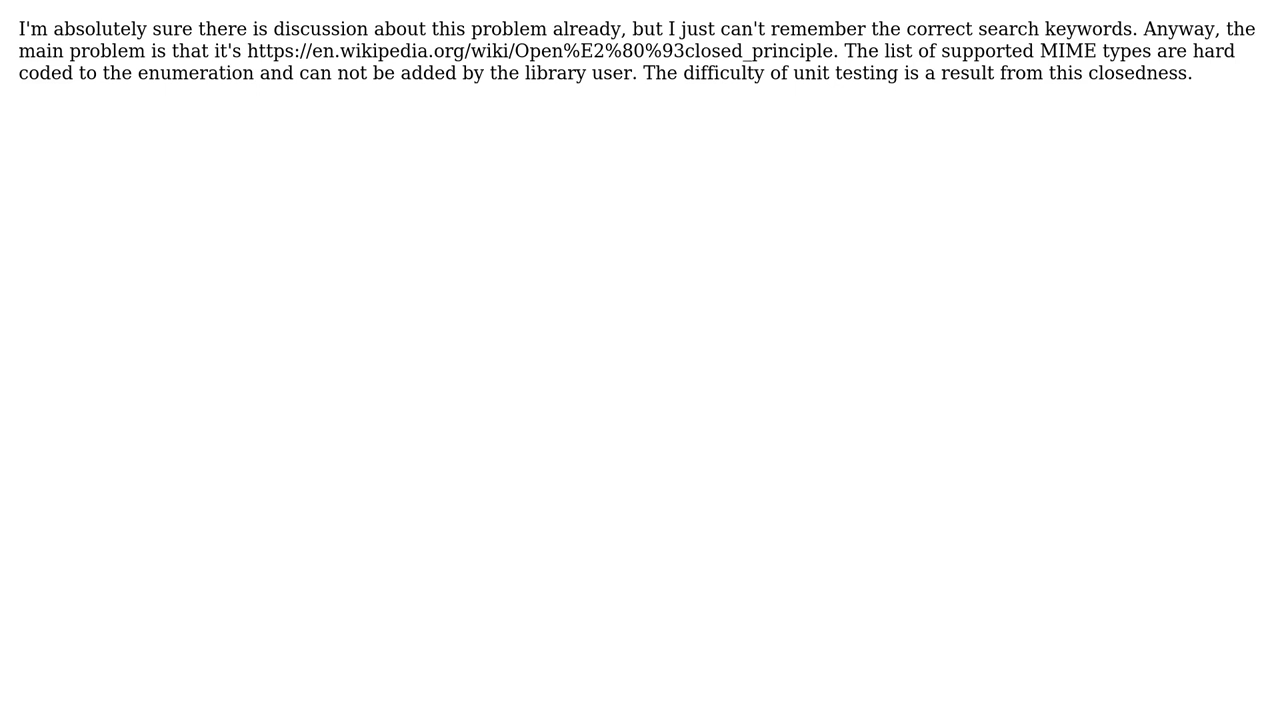 I'm absolutely sure there is discussion about this problem already, but I just can't remember the correct search keywords. Anyway, the
main problem is that it's https://en.wikipedia.org/wiki/Open%E2%80%93closed_principle. The list of supported MIME types are hard
coded to the enumeration and can not be added by the library user. The difficulty of unit testing is a result from this closedness.